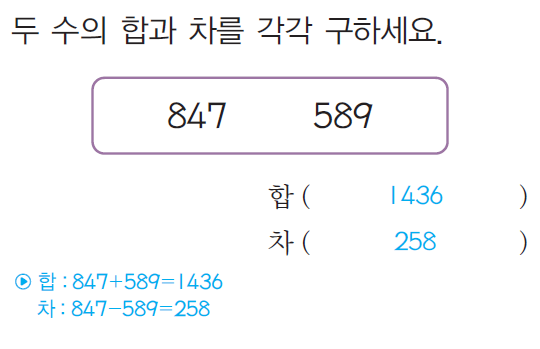 두 수의 합과 차를 각각 구하세요.
847 589
합 ( 1436 )
차 ( 258 )
합 : 847+589=1436
차 : 847-589=258